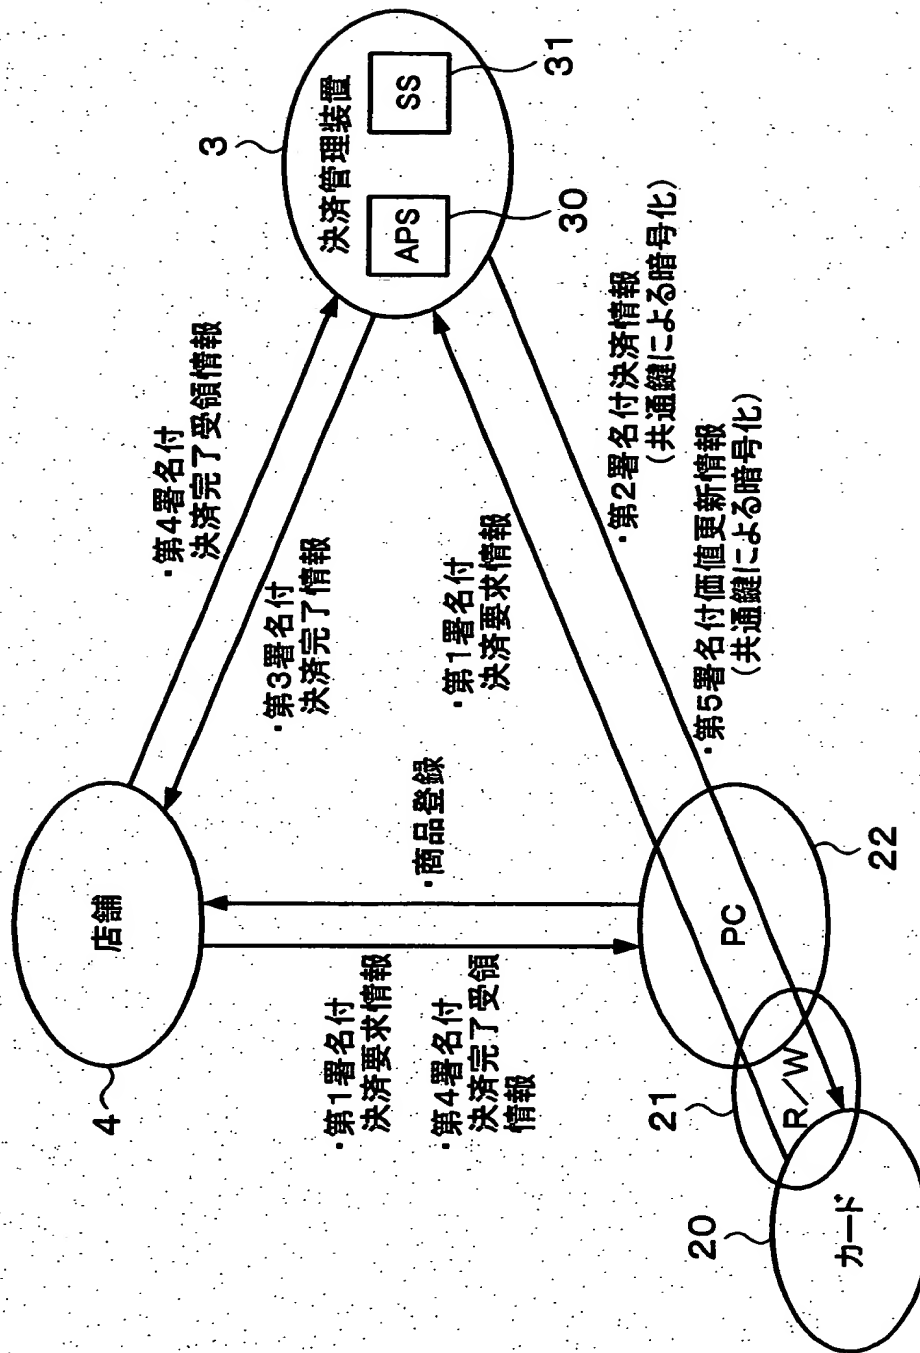 店舗
4
・第4署名付
決済完了受領情報
・第3署名付
決済完了情報
3
決済管理装置
APS
SS
30
31
・第1署名付
決済要求情報
・第4署名付
決済完了受領
情報
・商品登録
・第1署名付
決済要求情報
・第2署名付決済情報
(共通鍵による暗号化)
・第5署名付価値更新情報
(共通鍵による暗号化)
PC
22
R/W
21
カード
20